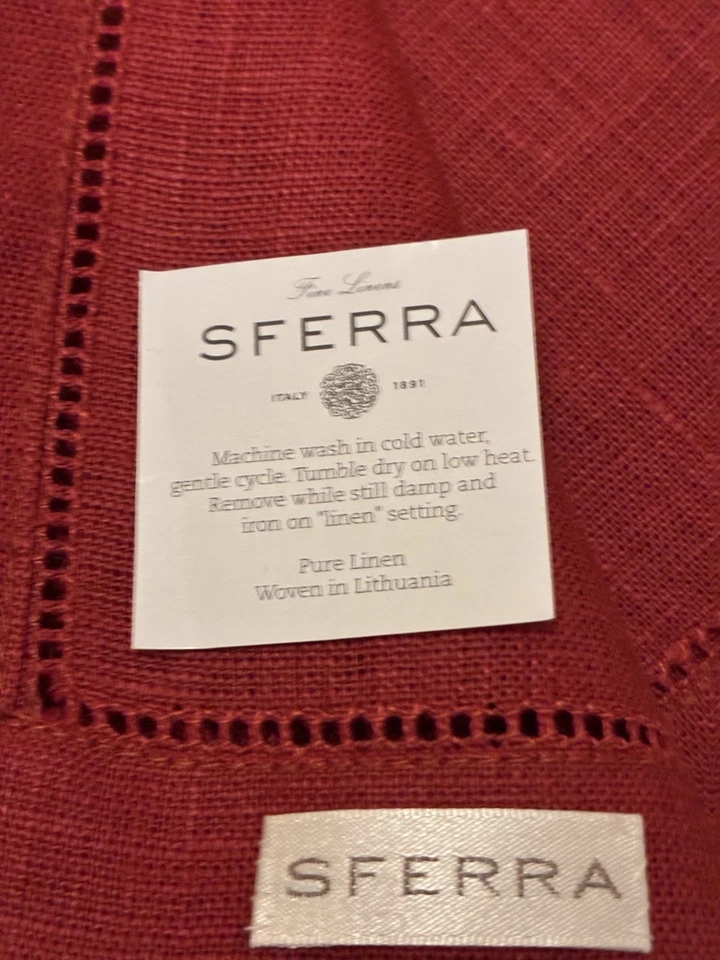 Fine Linens
SFERRA
ITALY 1891
Machine wash in cold water,
gentle cycle. Tumble dry on low heat.
Remove while still damp and
iron on "linen" setting.
Pure Linen
Woven in Lithuania
SFERRA